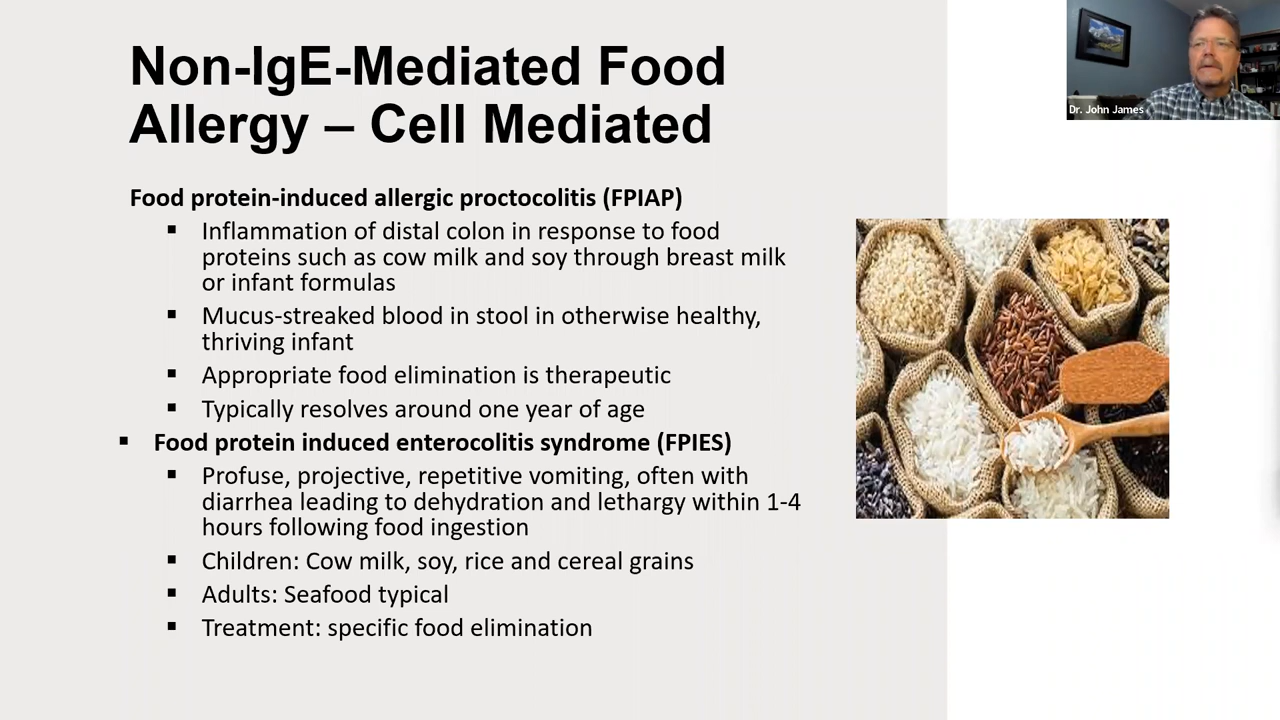 Non-IgE-Mediated Food
Allergy – Cell Mediated
Food protein-induced allergic proctocolitis (FPIAP)
▪ Inflammation of distal colon in response to food
proteins such as cow milk and soy through breast milk
or infant formulas
▪ Mucus-streaked blood in stool in otherwise healthy,
thriving infant
▪ Appropriate food elimination is therapeutic
▪ Typically resolves around one year of age
▪ Food protein induced enterocolitis syndrome (FPIES)
▪ Profuse, projective, repetitive vomiting, often with
diarrhea leading to dehydration and lethargy within 1-4
hours following food ingestion
▪ Children: Cow milk, soy, rice and cereal grains
▪ Adults: Seafood typical
▪ Treatment: specific food elimination
Dr. John James